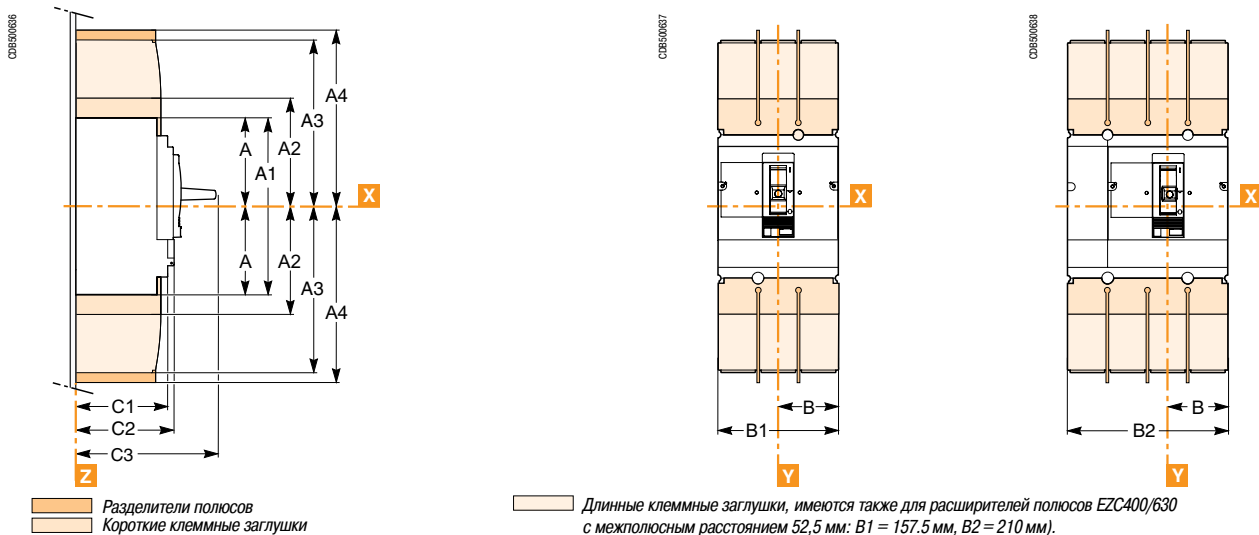 CDB500636
CDB500637
CDB500638
A4
A3
A2
A
A1
X
A
A2
A3
A4
C1
C2
C3
Z
X
B
B1
Y
X
B
B2
Y
Разделители полюсов
Короткие клеммные заглушки
Длинные клеммные заглушки, имеются также для расширителей полюсов EZC400/630
с межполюсным расстоянием 52,5 мм: B1 = 157.5 мм, B2 = 210 мм).